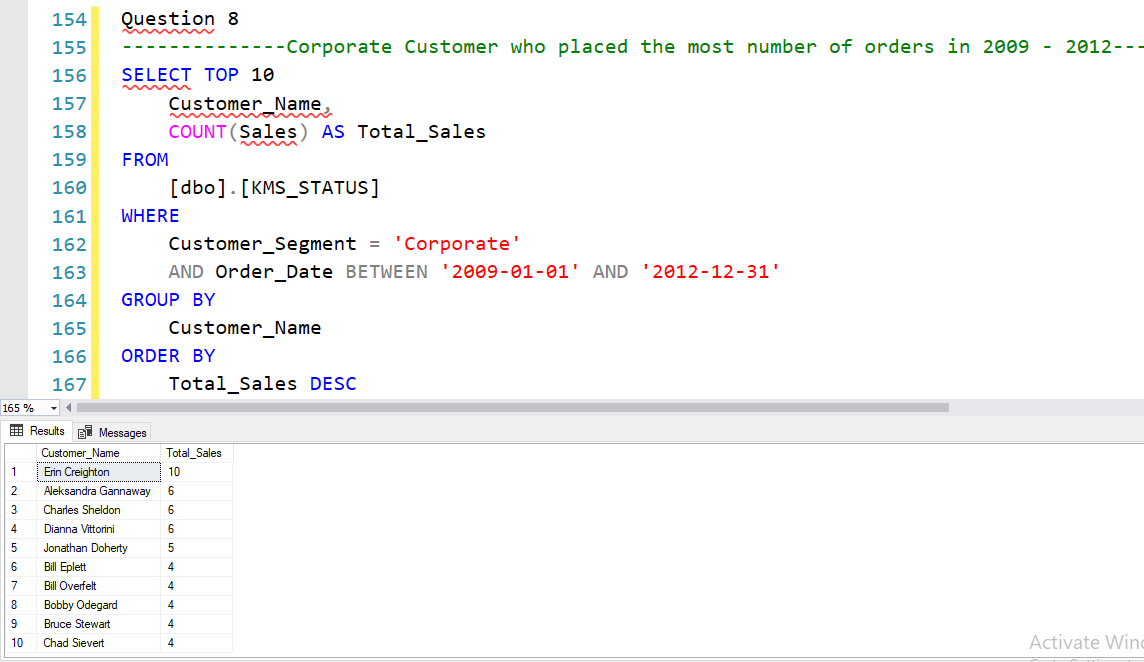 154 Question 8
155 --------------Corporate Customer who placed the most number of orders in 2009 - 2012---
156 SELECT TOP 10
157 Customer_Name,
158 COUNT(Sales) AS Total_Sales
159 FROM
160 [dbo].[KMS_STATUS]
161 WHERE
162 Customer_Segment = 'Corporate'
163 AND Order_Date BETWEEN '2009-01-01' AND '2012-12-31'
164 GROUP BY
165 Customer_Name
166 ORDER BY
167 Total_Sales DESC
165 %
Results Messages
Customer_Name Total_Sales
1 Erin Creighton 10
2 Aleksandra Gannaway 6
3 Charles Sheldon 6
4 Dianna Vittorini 6
5 Jonathan Doherty 5
6 Bill Eplett 4
7 Bill Overfelt 4
8 Bobby Odegard 4
9 Bruce Stewart 4
10 Chad Sievert 4
Activate Win